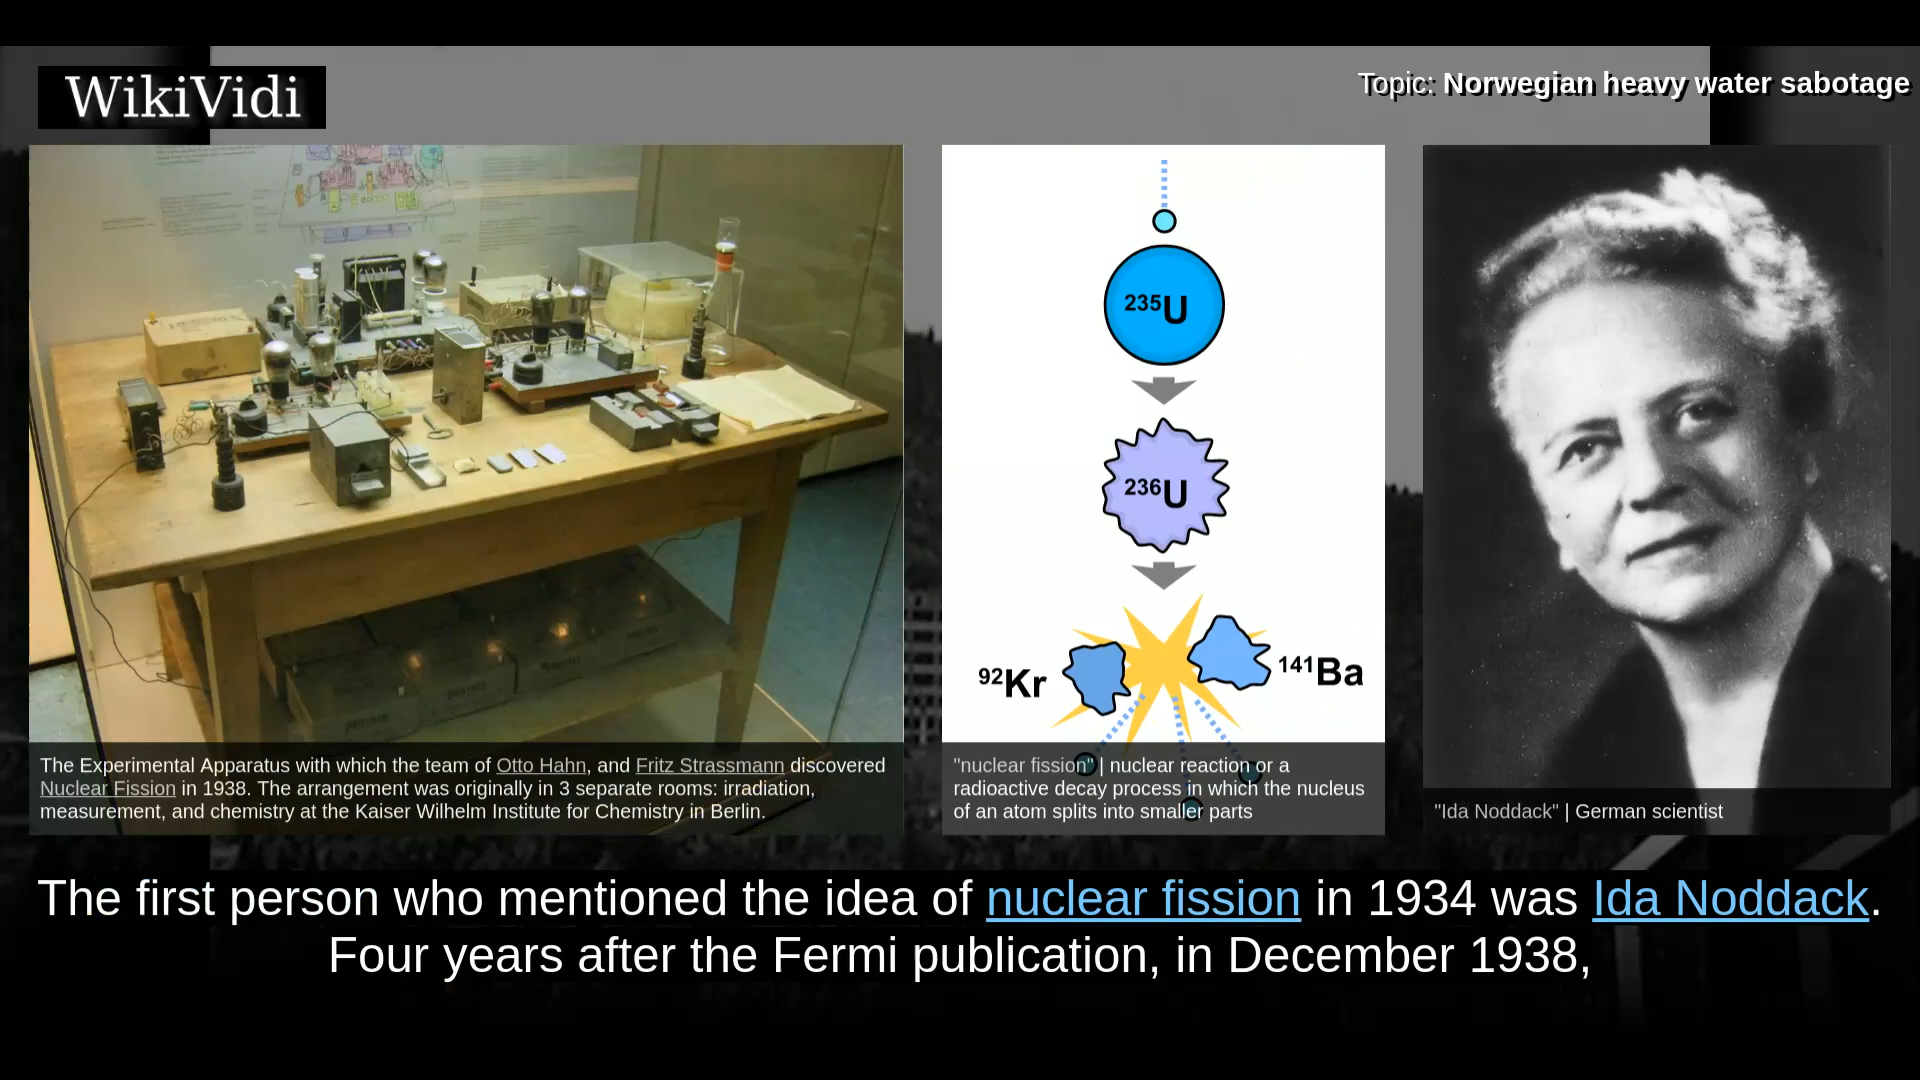 WikiVidi
Topic: Norwegian heavy water sabotage
235U
236U
92Kr
141Ba
The Experimental Apparatus with which the team of Otto Hahn, and Fritz Strassmann discovered
Nuclear Fission in 1938. The arrangement was originally in 3 separate rooms: irradiation,
measurement, and chemistry at the Kaiser Wilhelm Institute for Chemistry in Berlin.
"nuclear fission" | nuclear reaction or a
radioactive decay process in which the nucleus
of an atom splits into smaller parts
"Ida Noddack" | German scientist
The first person who mentioned the idea of nuclear fission in 1934 was Ida Noddack.
Four years after the Fermi publication, in December 1938,